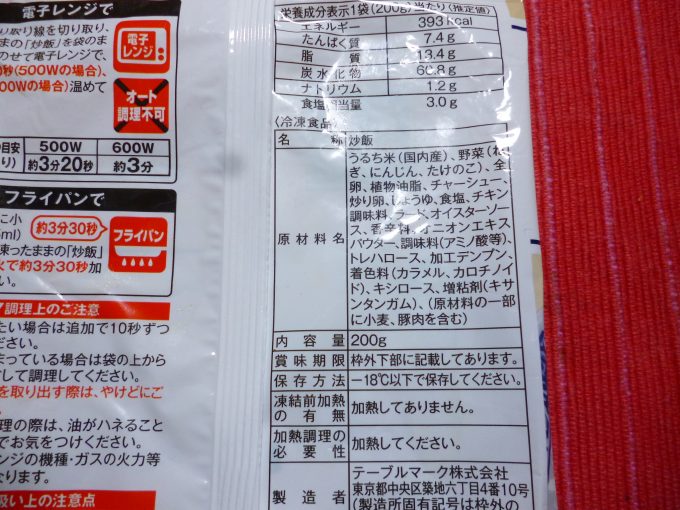 電子レンジで
り取り線を切り取り、
まの「炒飯」を袋のま
のせて電子レンジで、
0秒(500Wの場合)、
00Wの場合)温めて
電子
レンジ
オート
調理不可
目安 500W 600W
り) 約3分20秒 約3分
フライパンで
に小
ml)
約3分30秒
フライパン
凍ったままの「炒飯」
火で約3分30秒加
い。
調理上のご注意
たい場合は追加で10秒ずつ
ださい。
まっている場合は袋の上から
して調理してください。
を取り出す際は、やけどにご
理の際は、油がハネること
でお気をつけください。
ンジの機種・ガスの火力等
なります。
扱い上の注意点
栄養成分表示1袋(200g)当たり(推定値)
エネルギー 393kcal
たんぱく質 7.4g
脂質 13.4g
炭水化物 60.8g
ナトリウム 1.2g
食塩相当量 3.0g
〈冷凍食品〉
名称 炒飯
原材料名
うるち米(国産)、野菜(ね
ぎ、にんじん、たけのこ)、全
卵、植物油脂、チャーシュー、
炒り卵、しょうゆ、食塩、チキン
調味料、ラード、オイスターソー
ス、香辛料、オニオンエキス
パウダー、調味料(アミノ酸等)、
トレハロース、加工デンプン、
着色料(カラメル、カロチノイ
ド)、キシロース、増粘剤(キサ
ンタンガム)、(原材料の一部
に小麦、豚肉を含む)
内容量 200g
賞味期限 枠外下部に記載してあります。
保存方法 −18℃以下で保存してください。
凍結前加熱
の有無 加熱してありません。
加熱調理の
必要性 加熱してください。
製造者
テーブルマーク株式会社
東京都中央区築地六丁目4番10号
(製造所固有記号は枠外の